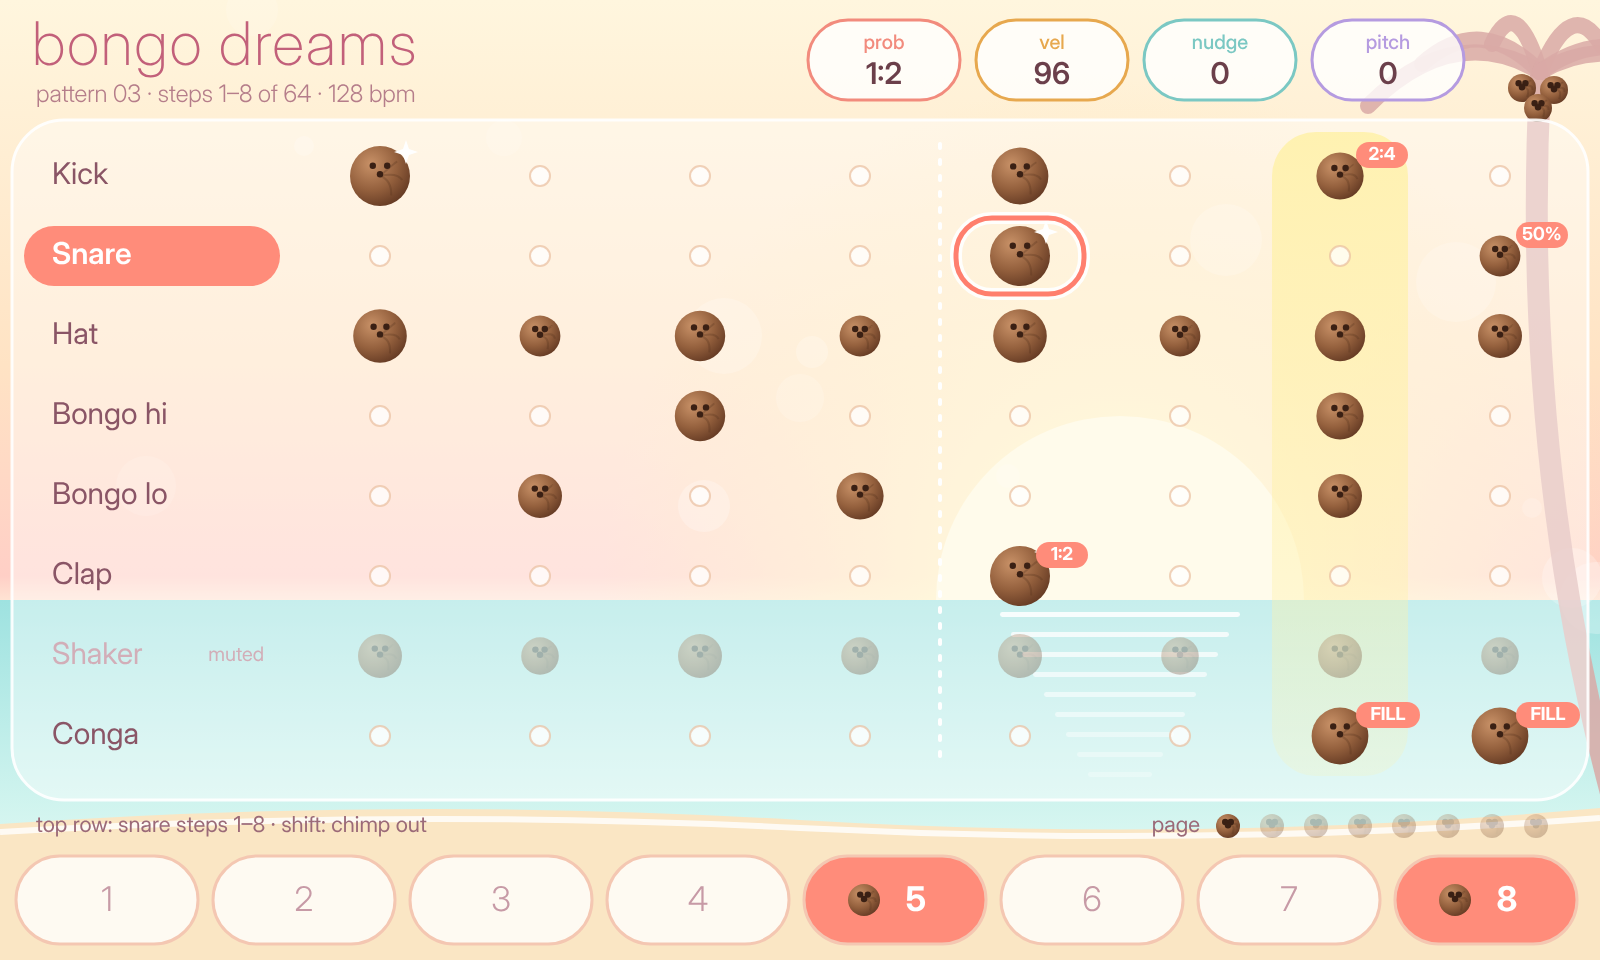 bongo dreams
pattern 03 · steps 1–8 of 64 · 128 bpm
prob
1:2
vel
96
nudge
0
pitch
0
Kick
2:4
Snare
50%
Hat
Bongo hi
Bongo lo
Clap
1:2
Shaker muted
Conga
FILL
FILL
top row: snare steps 1–8 · shift: chimp out
page
1
2
3
4
5
6
7
8